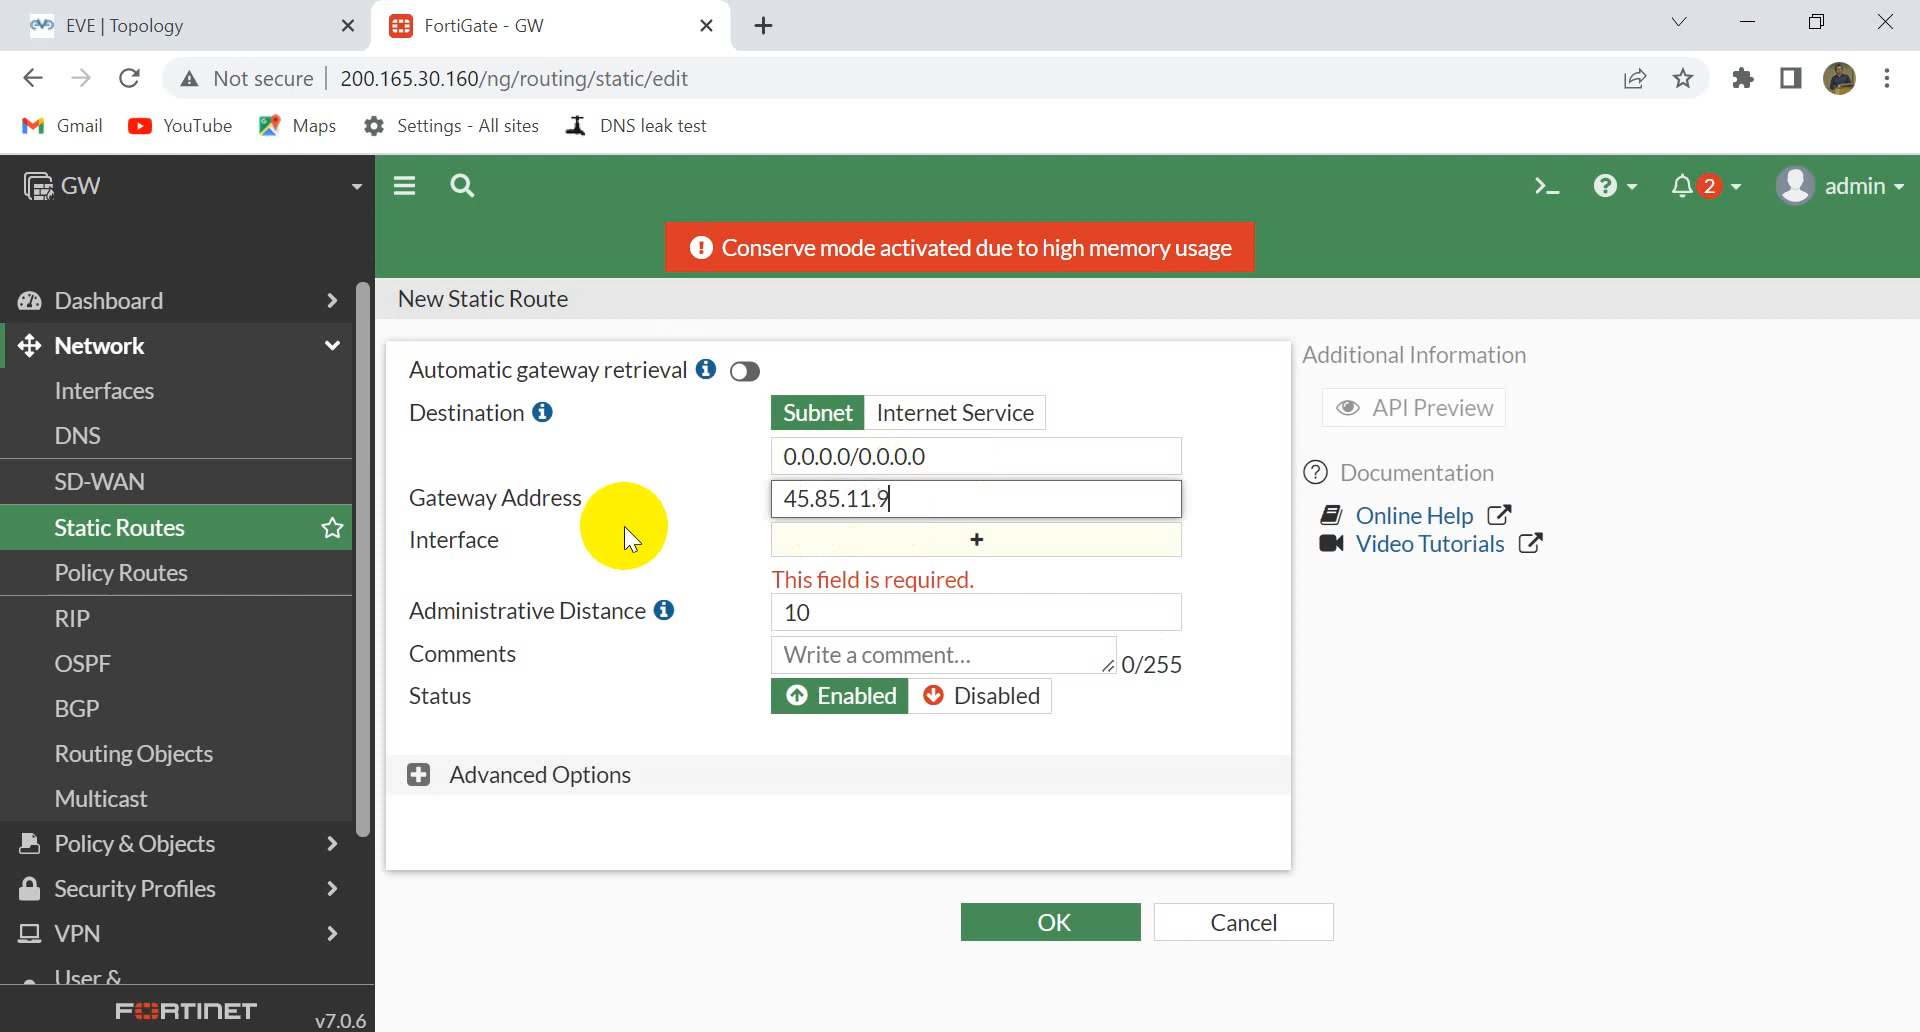 EVE | Topology
FortiGate - GW
Not secure
200.165.30.160/ng/routing/static/edit
Gmail
YouTube
Maps
Settings - All sites
DNS leak test
GW
2
admin
Conserve mode activated due to high memory usage
Dashboard
Network
Interfaces
DNS
SD-WAN
Static Routes
Policy Routes
RIP
OSPF
BGP
Routing Objects
Multicast
Policy & Objects
Security Profiles
VPN
User &
FORTINET
v7.0.6
New Static Route
Automatic gateway retrieval
Destination
Subnet
Internet Service
0.0.0.0/0.0.0.0
Gateway Address
45.85.11.9
Interface
+
This field is required.
Administrative Distance
10
Comments
Write a comment...
0/255
Status
Enabled
Disabled
Advanced Options
OK
Cancel
Additional Information
API Preview
Documentation
Online Help
Video Tutorials